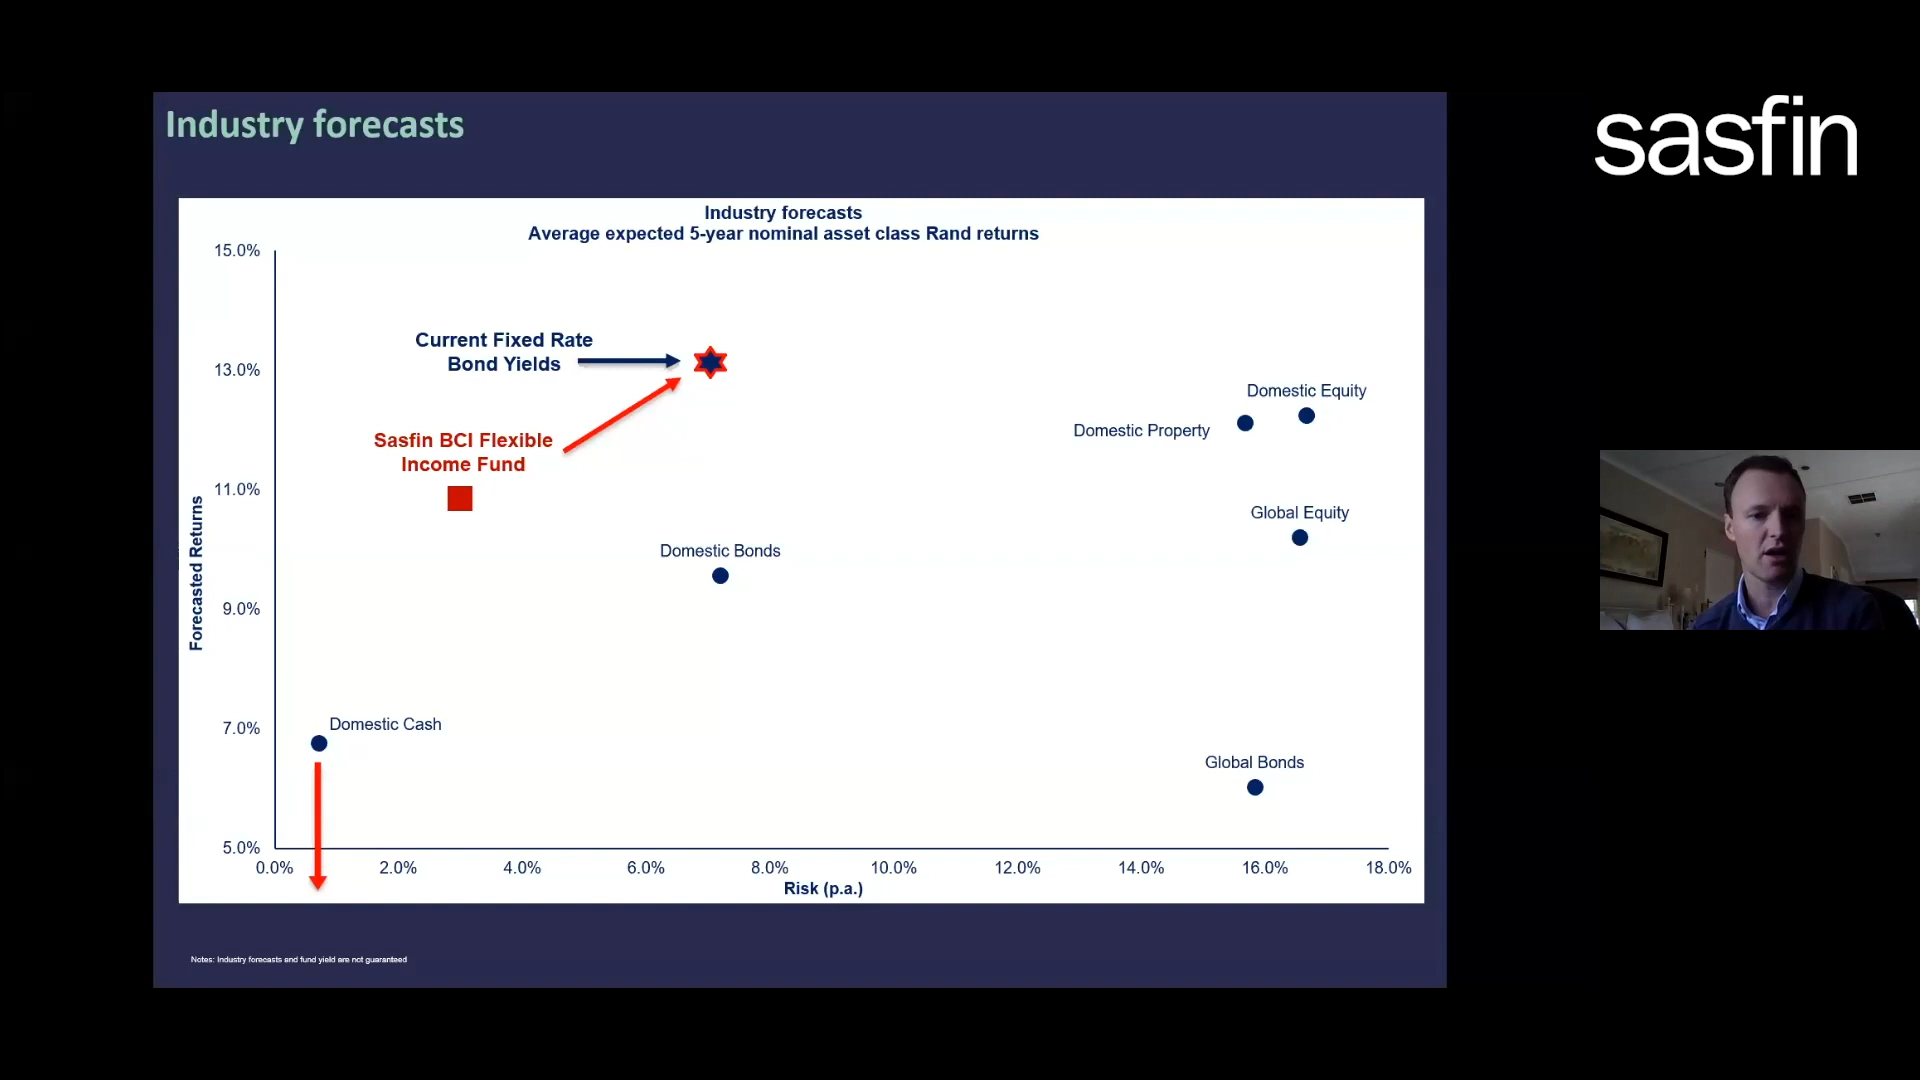 Industry forecasts
sasfin
Industry forecasts
Average expected 5-year nominal asset class Rand returns
15.0%
Current Fixed Rate
Bond Yields
13.0%
Domestic Equity
Domestic Property
Sasfin BCI Flexible
Income Fund
11.0%
Global Equity
Domestic Bonds
Forecasted Returns
9.0%
7.0%
Domestic Cash
Global Bonds
5.0%
0.0% 2.0% 4.0% 6.0% 8.0% 10.0% 12.0% 14.0% 16.0% 18.0%
Risk (p.a.)
Notes: Industry forecasts and fund yield are not guaranteed